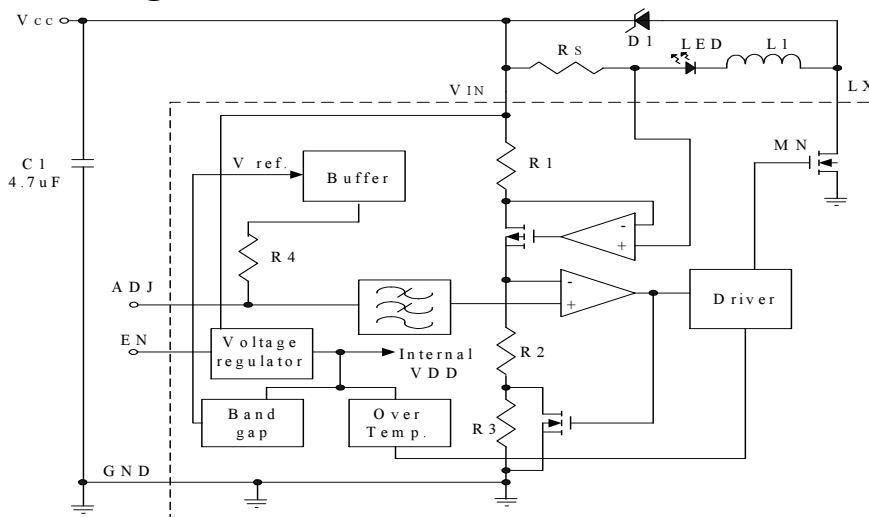 VCC
D1
LED
L1
RS
VIN
LX
C1
4.7uF
V ref.
Buffer
R1
MN
-
+
R4
ADJ
-
+
Driver
EN
Voltage
regulator
Internal
VDD
R2
Band
gap
Over
Temp.
R3
GND